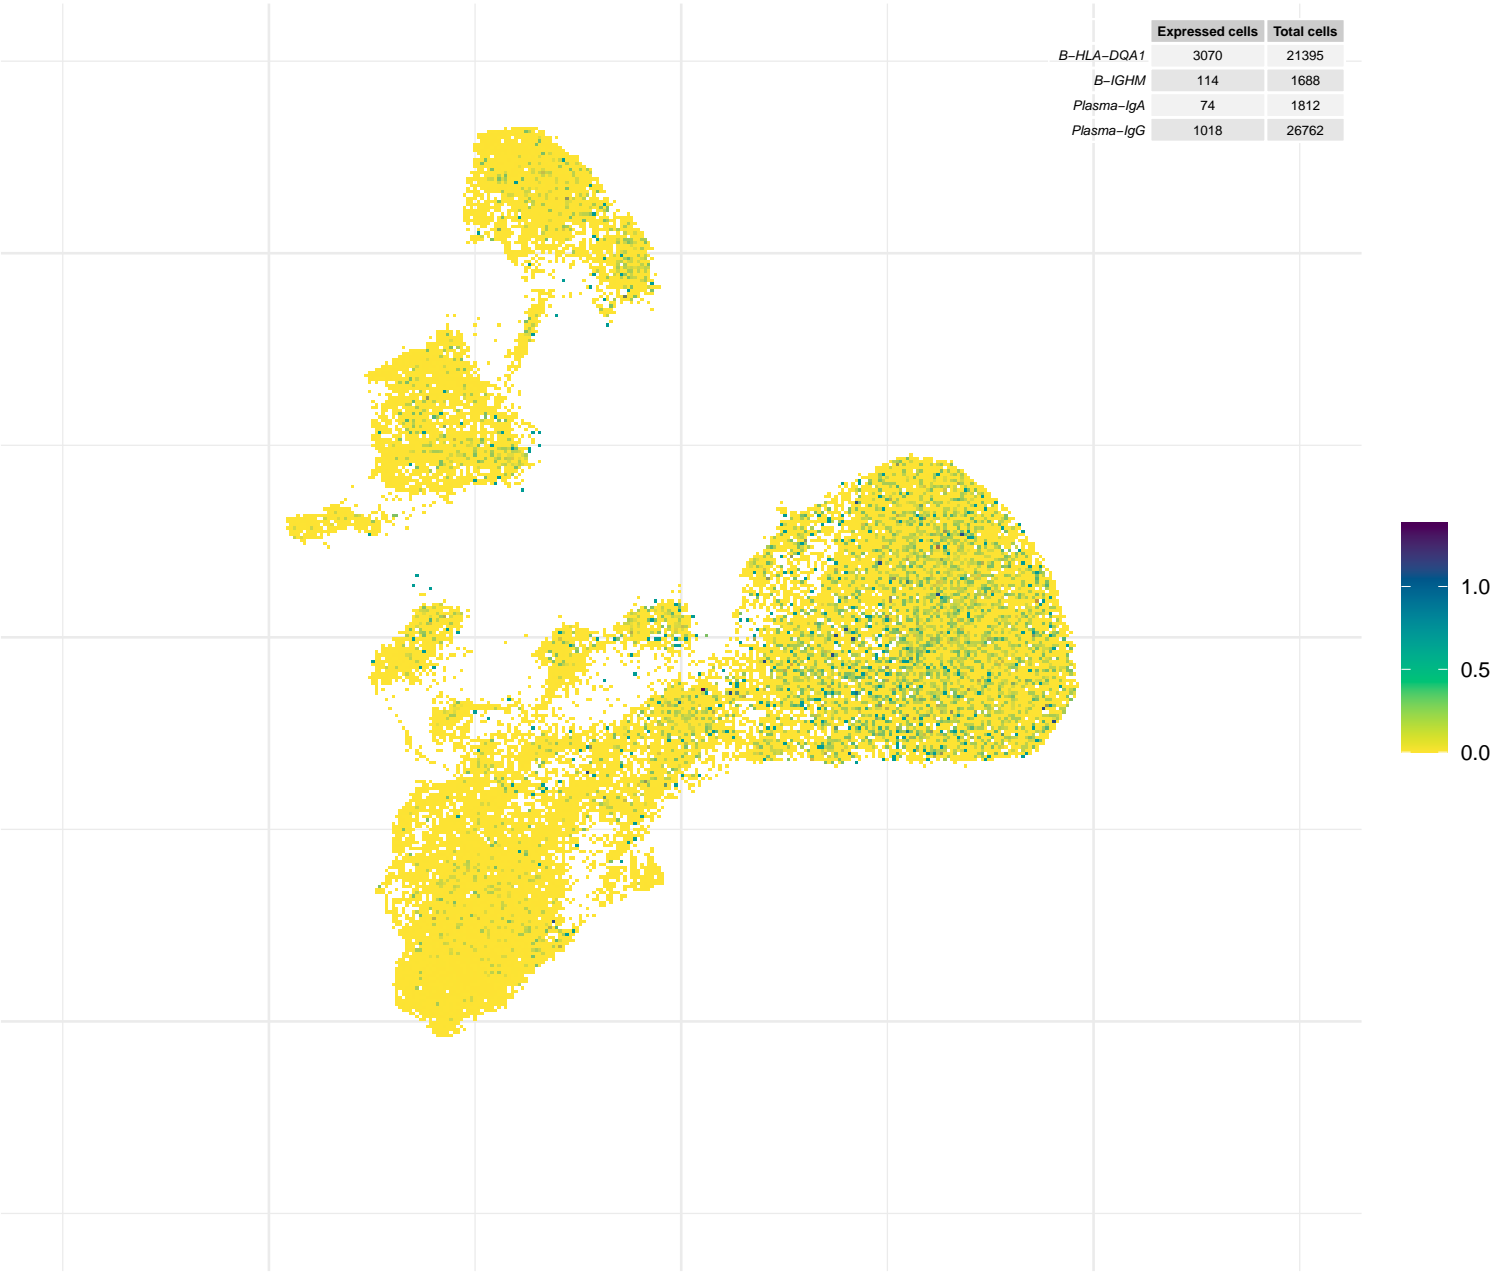 Expressed cells Total cells
B−HLA−DQA1 3070 21395
B−IGHM 114 1688
Plasma−IgA 74 1812
Plasma−IgG 1018 26762
1.0
0.5
0.0